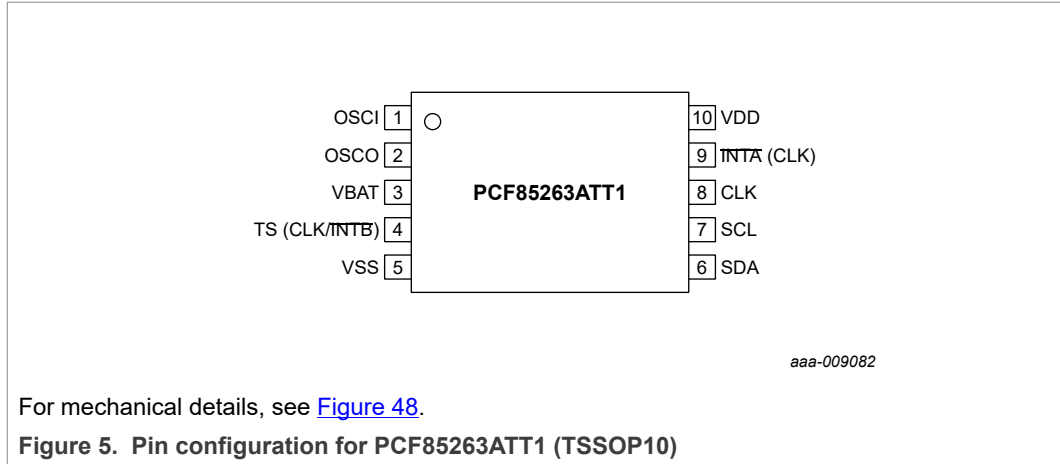 OSCI 1
OSCO 2
VBAT 3
TS (CLK/INTB) 4
VSS 5
PCF85263ATT1
10 VDD
9 INTA (CLK)
8 CLK
7 SCL
6 SDA
aaa-009082
For mechanical details, see Figure 48.
Figure 5. Pin configuration for PCF85263ATT1 (TSSOP10)